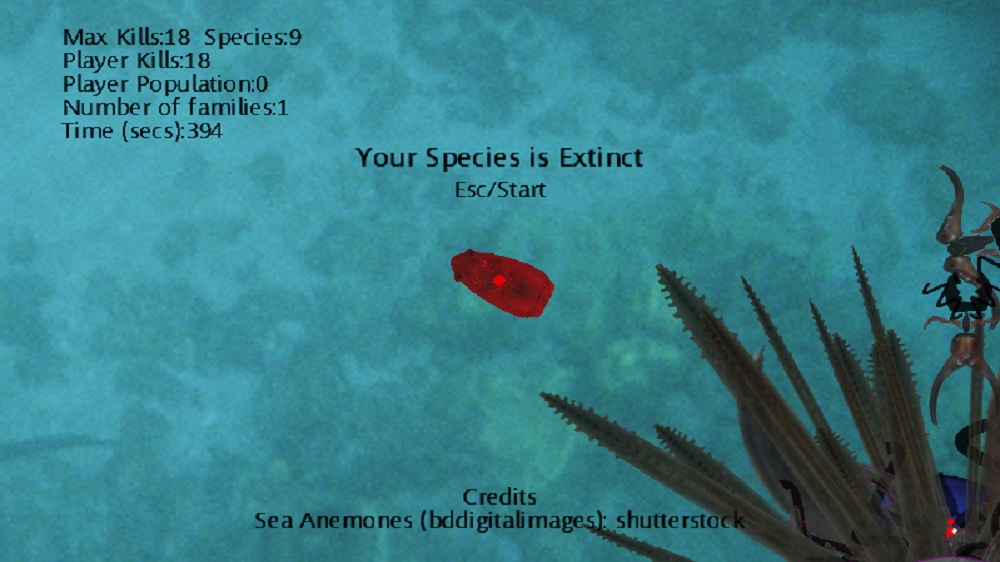 Max Kills:18 Species:9
Player Kills:18
Player Population:0
Number of families:1
Time (secs):394
Your Species is Extinct
Esc/Start
Credits
Sea Anemones (bddigitalimages): shutterstock